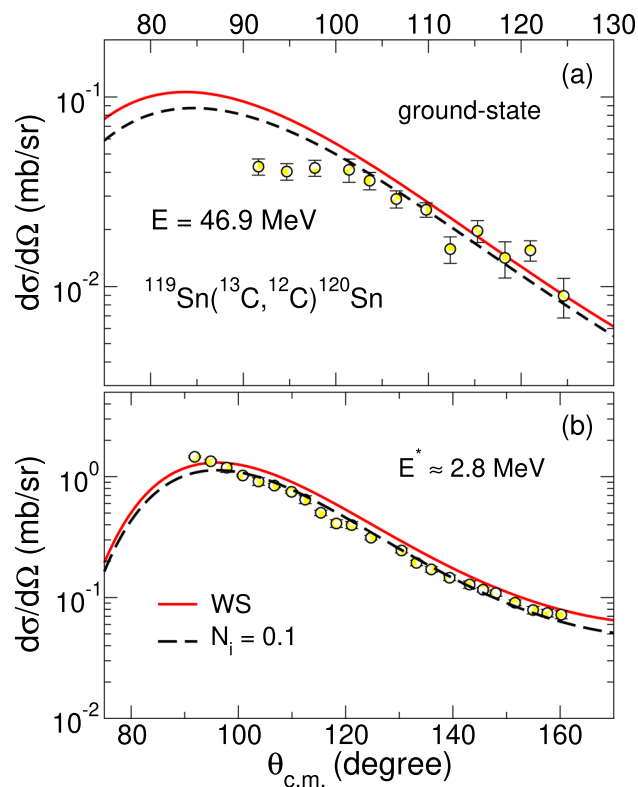 80 90 100 110 120 130
(a)
10⁻¹
ground-state
dσ/dΩ (mb/sr)
E = 46.9 MeV
10⁻²
¹¹⁹Sn(¹³C, ¹²C)¹²⁰Sn
(b)
E* ≈ 2.8 MeV
10⁰
dσ/dΩ (mb/sr)
10⁻¹
WS
Nᵢ = 0.1
10⁻²
80 100 120 140 160
θc.m. (degree)